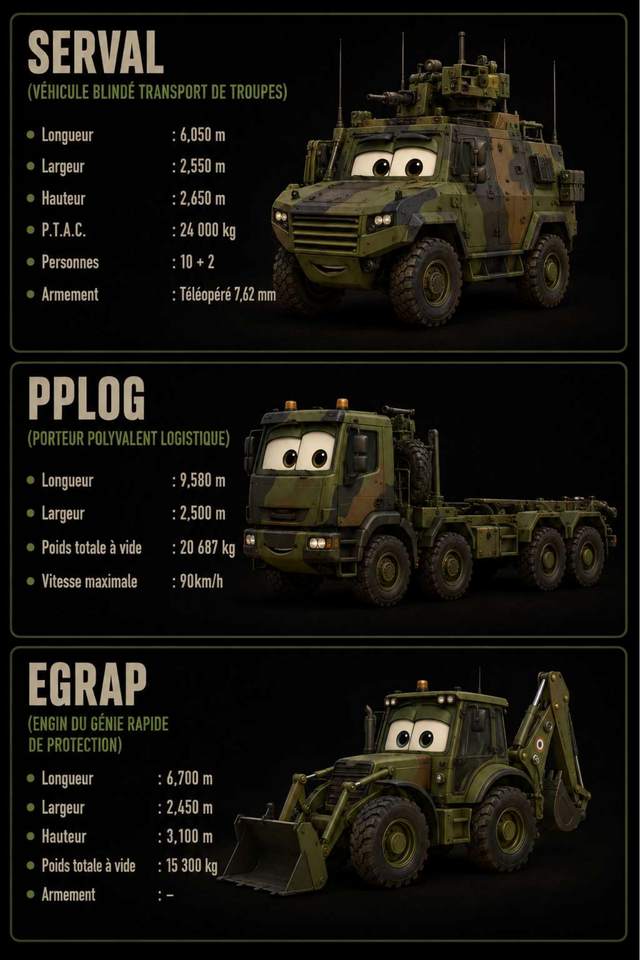 SERVAL
(VÉHICULE BLINDÉ TRANSPORT DE TROUPES)
Longueur : 6,050 m
Largeur : 2,550 m
Hauteur : 2,650 m
P.T.A.C. : 24 000 kg
Personnes : 10 + 2
Armement : Téléopéré 7,62 mm
PPLOG
(PORTEUR POLYVALENT LOGISTIQUE)
Longueur : 9,580 m
Largeur : 2,500 m
Poids totale à vide : 20 687 kg
Vitesse maximale : 90km/h
EGRAP
(ENGIN DU GÉNIE RAPIDE
DE PROTECTION)
Longueur : 6,700 m
Largeur : 2,450 m
Hauteur : 3,100 m
Poids totale à vide : 15 300 kg
Armement : –